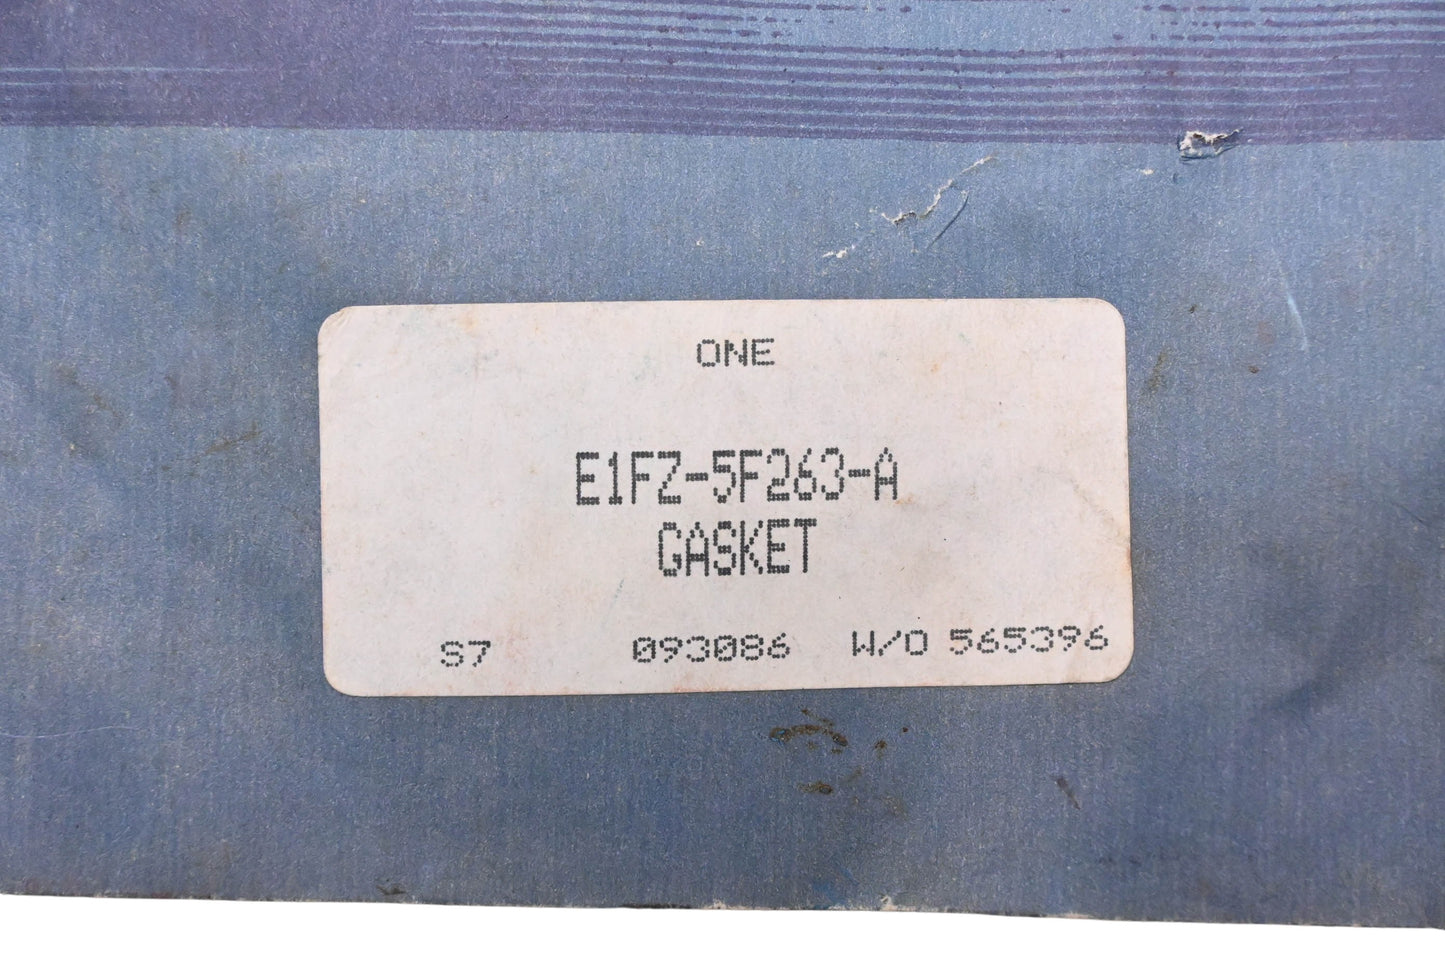 ONE
E1FZ-5F263-A
GASKET
S7 093086 W/O 565396